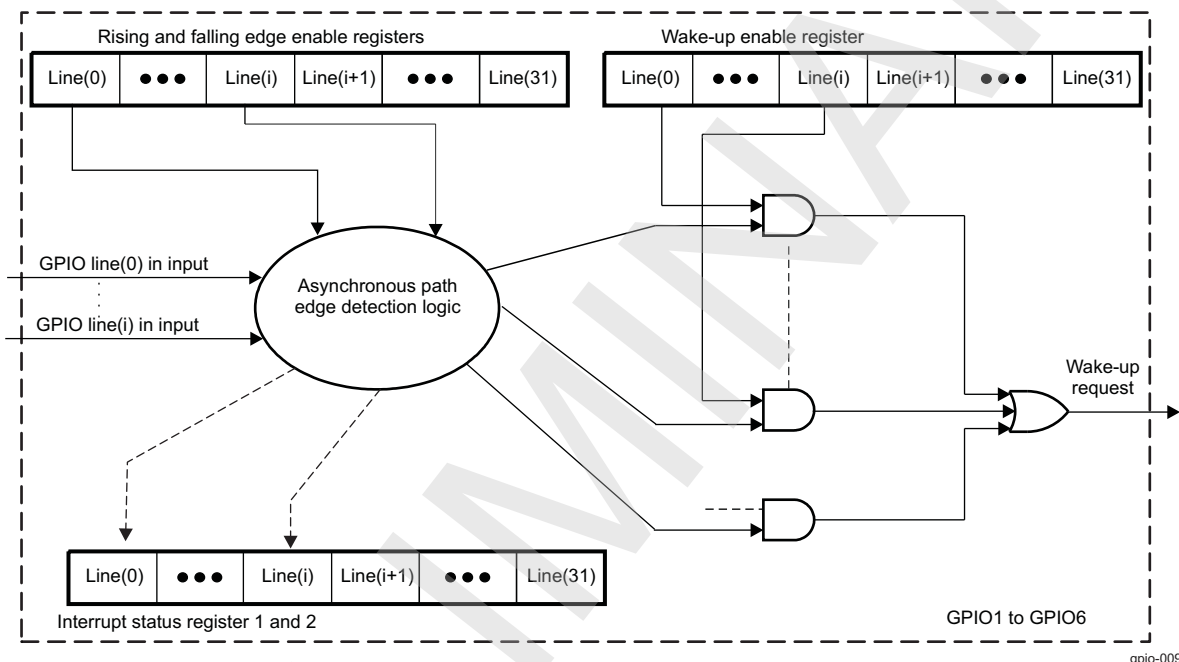 Rising and falling edge enable registers
Wake-up enable register
Line(0) ●●● Line(i) Line(i+1) ●●● Line(31)
Line(0) ●●● Line(i) Line(i+1) ●●● Line(31)
GPIO line(0) in input
GPIO line(i) in input
Asynchronous path
edge detection logic
Wake-up
request
Line(0) ●●● Line(i) Line(i+1) ●●● Line(31)
Interrupt status register 1 and 2
GPIO1 to GPIO6
gpio-009
IMINA